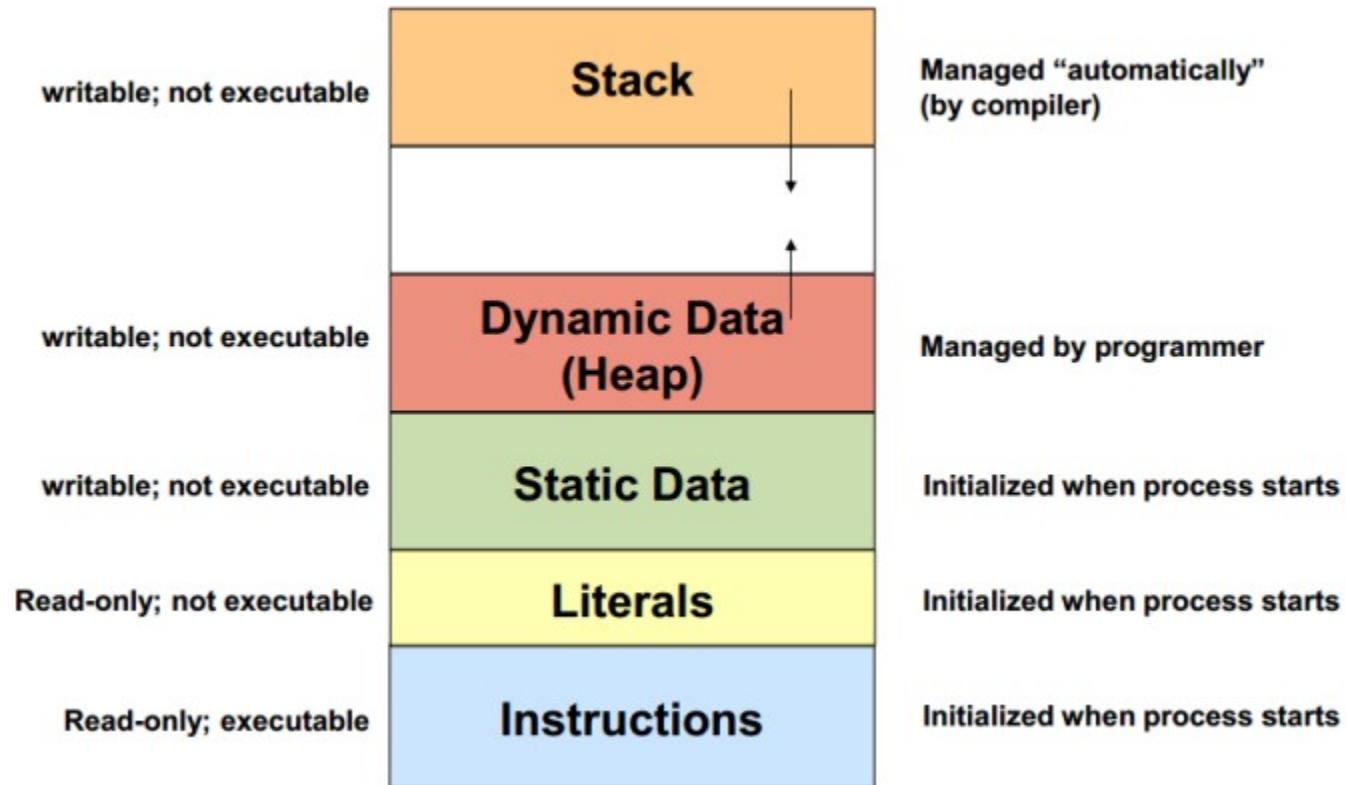 writable; not executable
Stack
Managed “automatically”
(by compiler)
writable; not executable
Dynamic Data
(Heap)
Managed by programmer
writable; not executable
Static Data
Initialized when process starts
Read-only; not executable
Literals
Initialized when process starts
Read-only; executable
Instructions
Initialized when process starts